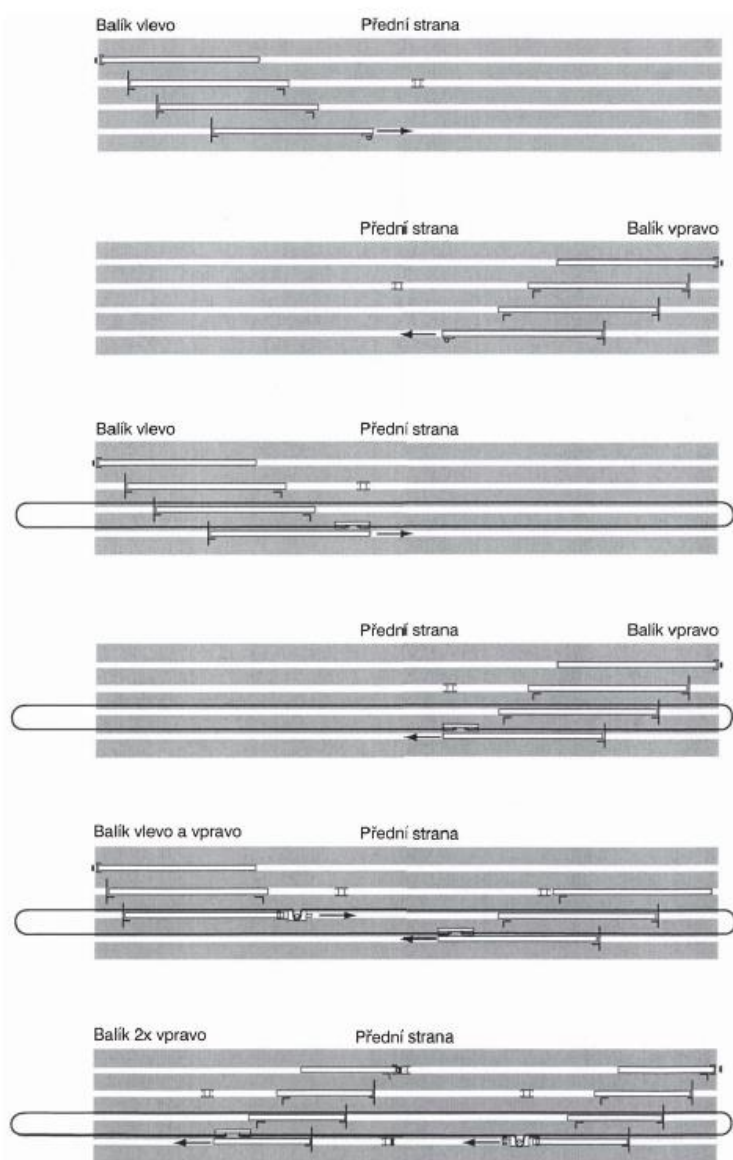 Balík vlevo Přední strana
Přední strana Balík vpravo
Balík vlevo Přední strana
Přední strana Balík vpravo
Balík vlevo a vpravo Přední strana
Balík 2x vpravo Přední strana